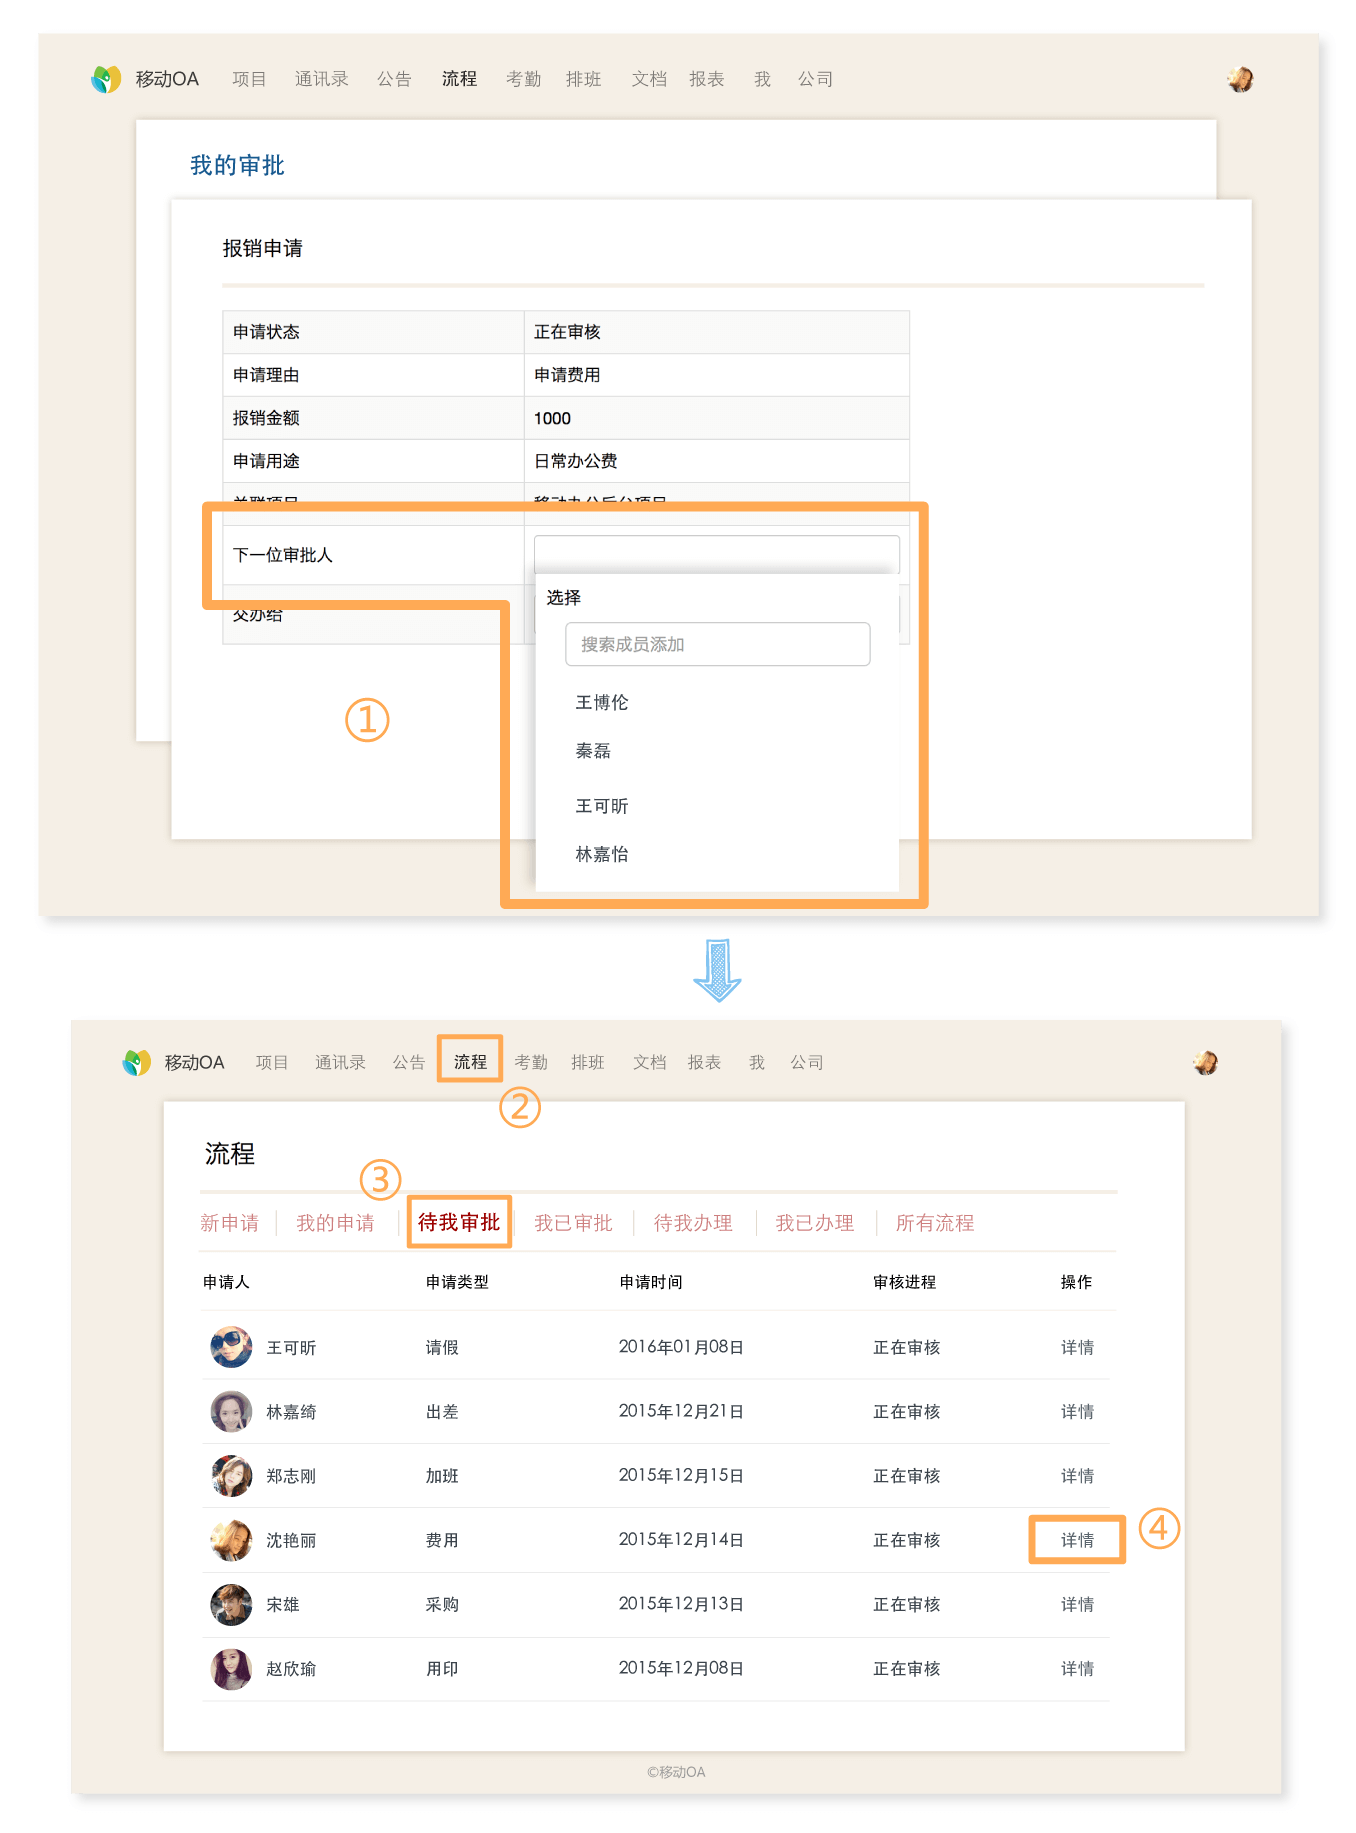 移动OA 项目 通讯录 公告 流程 考勤 排班 文档 报表 我 公司
我的审批
报销申请
申请状态 正在审核
申请理由 申请费用
报销金额 1000
申请用途 日常办公费
关联项目 移动办公后台项目
下一位审批人
交办给
选择
搜索成员添加
王博伦
秦磊
王可昕
林嘉怡
①
移动OA 项目 通讯录 公告 流程 考勤 排班 文档 报表 我 公司
②
流程
③
新申请 我的申请 待我审批 我已审批 待我办理 我已办理 所有流程
申请人 申请类型 申请时间 审核进程 操作
王可昕 请假 2016年01月08日 正在审核 详情
林嘉绮 出差 2015年12月21日 正在审核 详情
郑志刚 加班 2015年12月15日 正在审核 详情
沈艳丽 费用 2015年12月14日 正在审核 详情 ④
宋雄 采购 2015年12月13日 正在审核 详情
赵欣瑜 用印 2015年12月08日 正在审核 详情
©移动OA